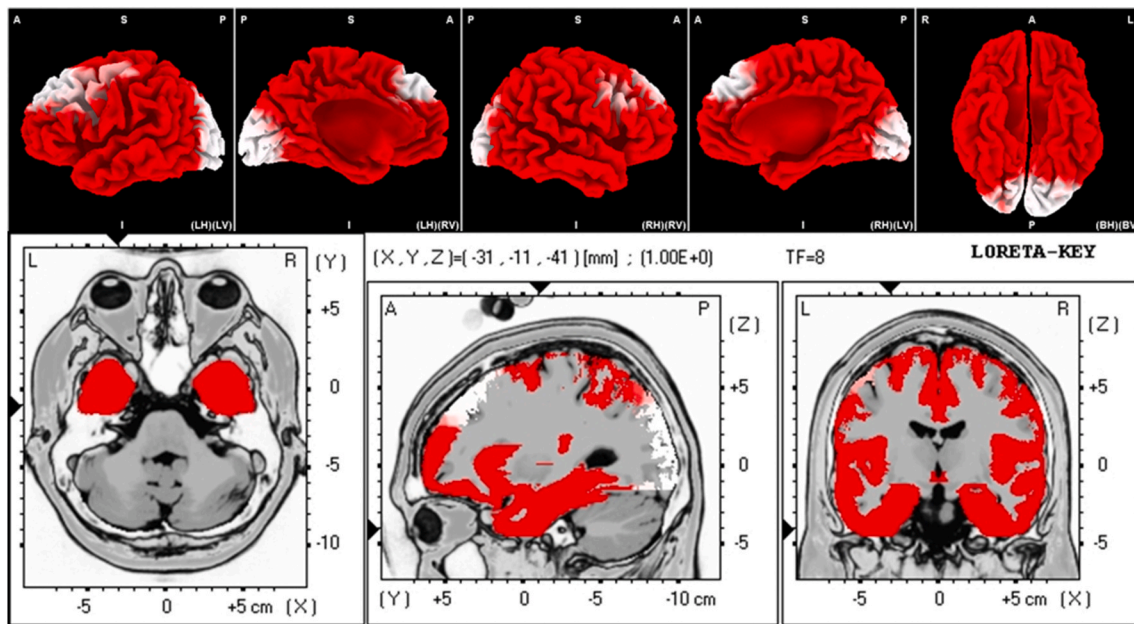 A S P
P S A
P S A
A S P
R A L
I (LH)(LV)
I (LH)(RV)
I (RH)(RV)
I (RH)(LV)
P (BH)(BV
L R (Y)
+5
0
-5
-10
-5 0 +5 cm (X)
(X,Y,Z)=( -31 , -11 , -41 ) [mm] ; (1.00E+0) TF=8 LORETA-KEY
A P (Z)
+5
0
-5
(Y) +5 0 -5 -10 cm
L R (Z)
+5
0
-5
-5 0 +5 cm (X)